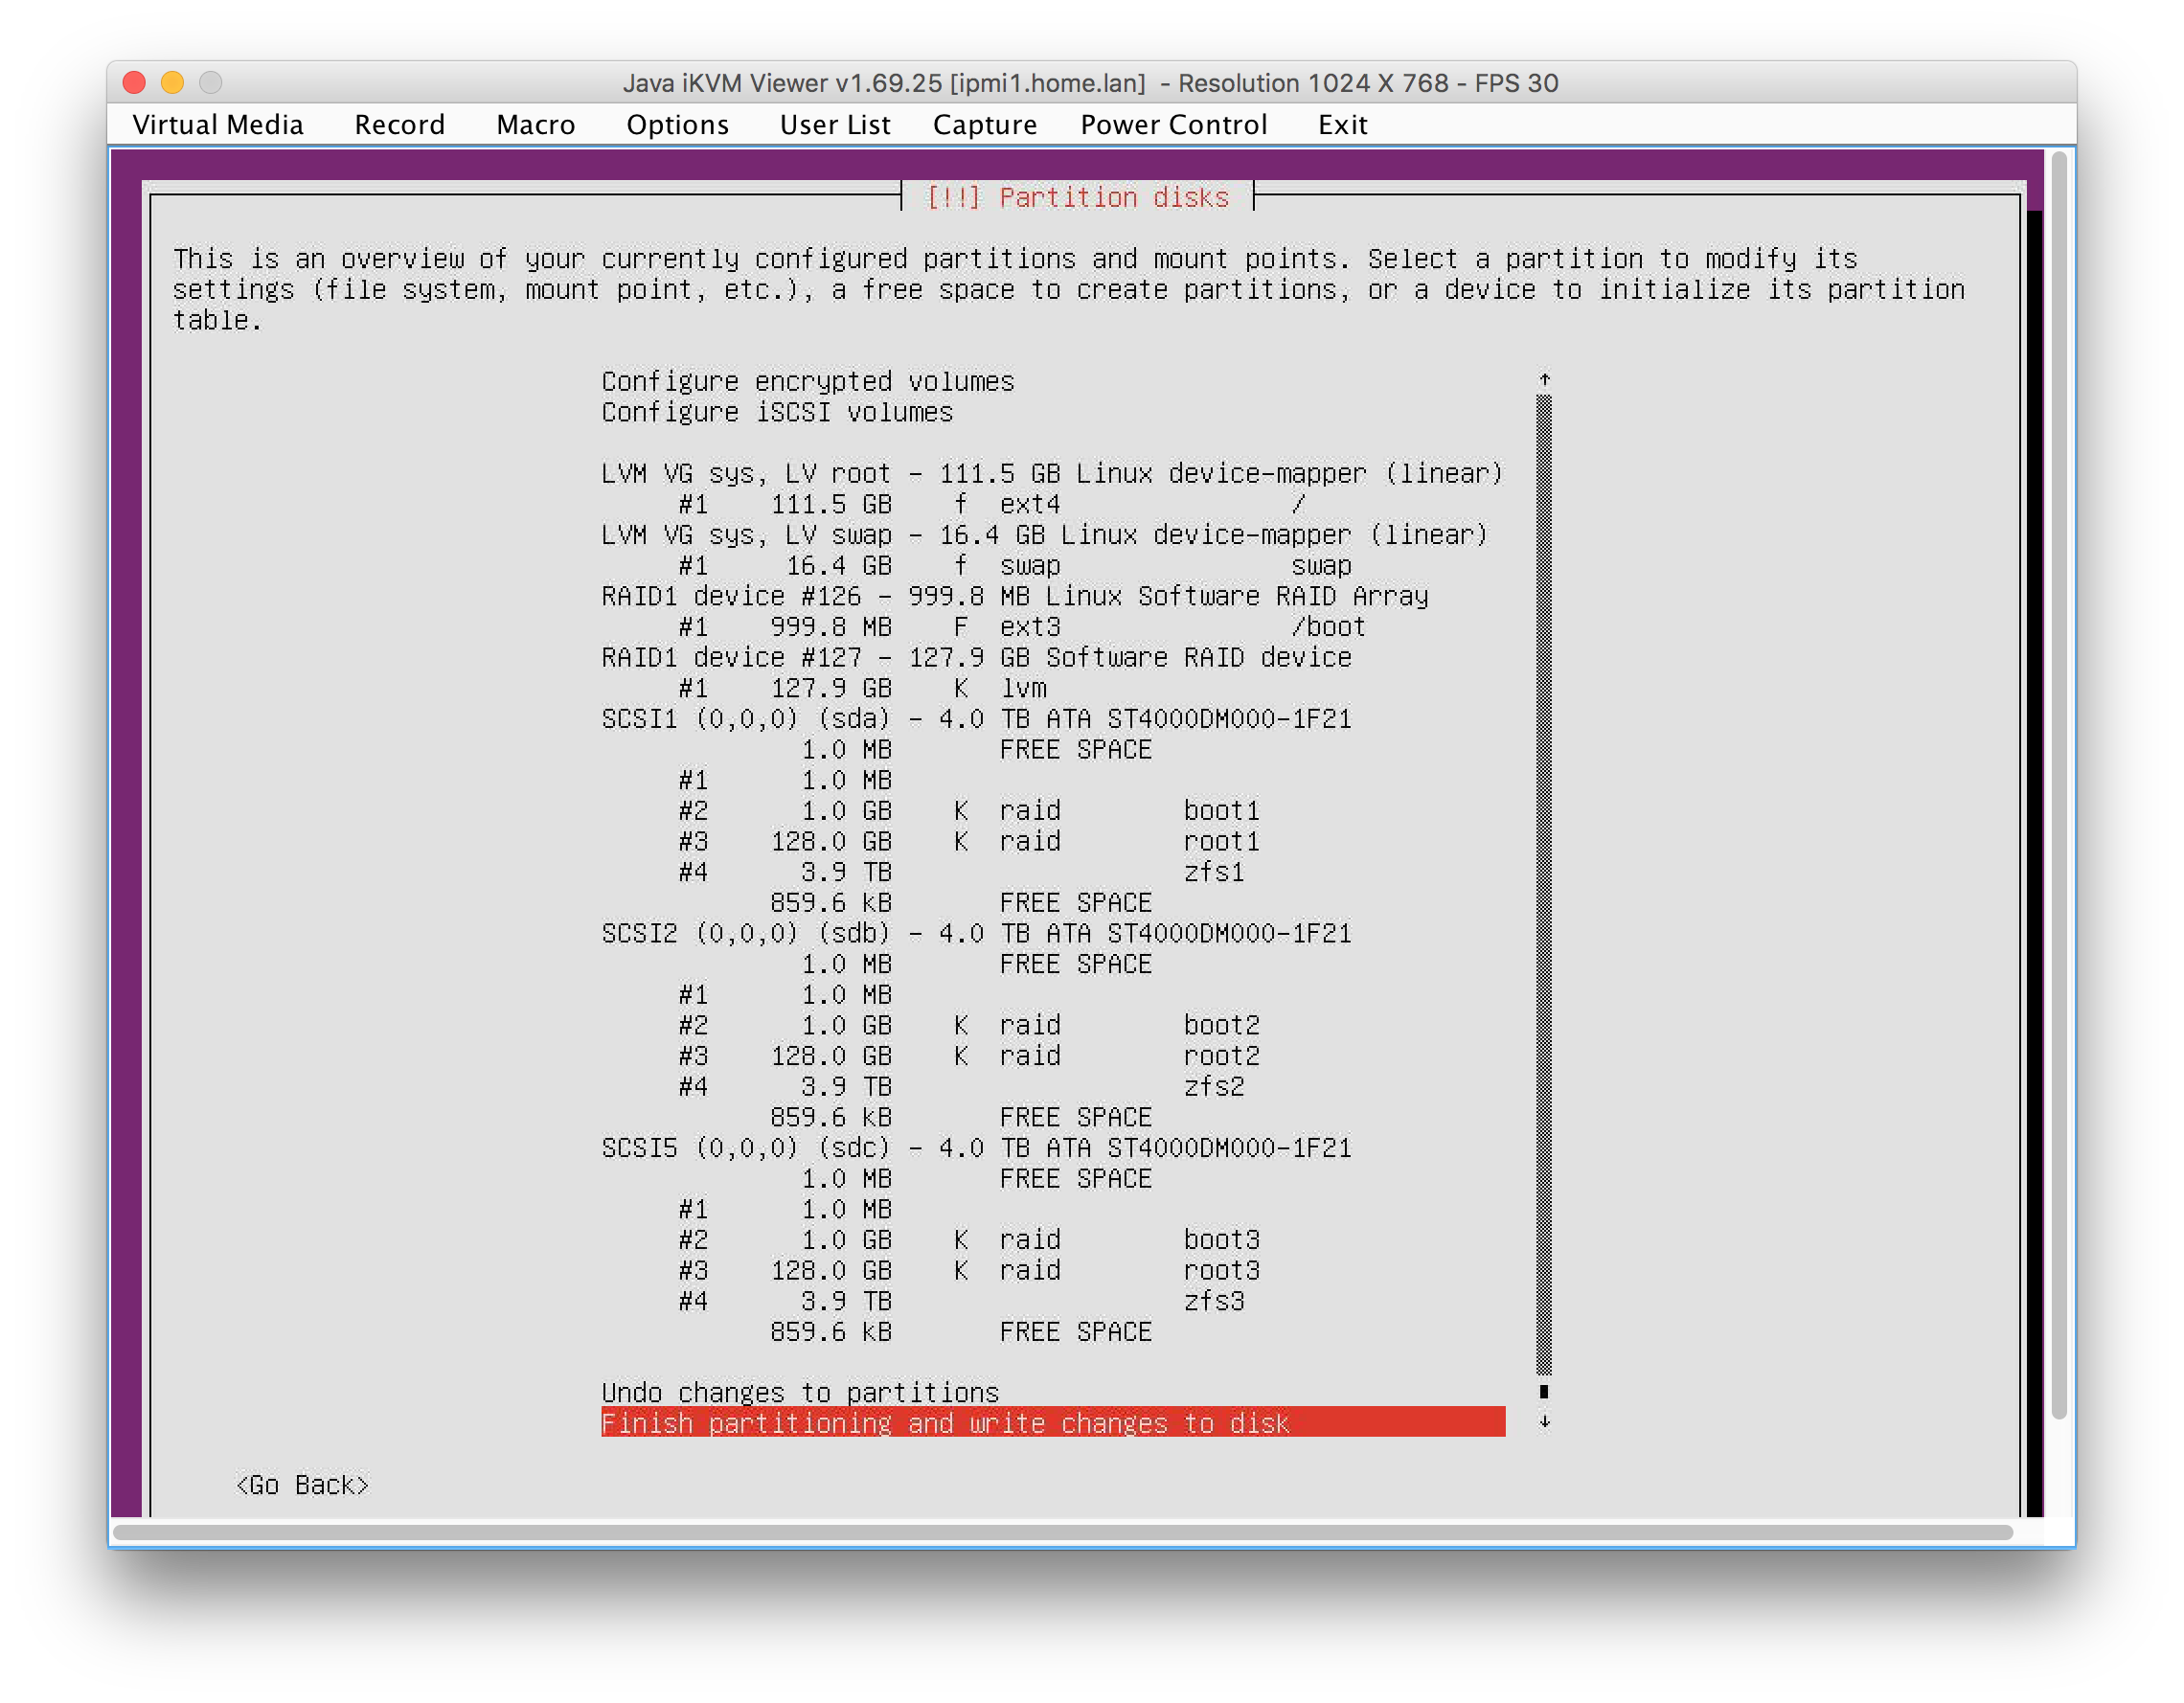 Java iKVM Viewer v1.69.25 [ipmi1.home.lan]  - Resolution 1024 X 768 - FPS 30
Virtual Media Record Macro Options User List Capture Power Control Exit
[!!] Partition disks
This is an overview of your currently configured partitions and mount points. Select a partition to modify its
settings (file system, mount point, etc.), a free space to create partitions, or a device to initialize its partition
table.
Configure encrypted volumes
Configure iSCSI volumes
LVM VG sys, LV root - 111.5 GB Linux device-mapper (linear)
#1 111.5 GB f ext4 /
LVM VG sys, LV swap - 16.4 GB Linux device-mapper (linear)
#1 16.4 GB f swap swap
RAID1 device #126 - 999.8 MB Linux Software RAID Array
#1 999.8 MB F ext3 /boot
RAID1 device #127 - 127.9 GB Software RAID device
#1 127.9 GB K lvm
SCSI1 (0,0,0) (sda) - 4.0 TB ATA ST4000DM000-1F21
1.0 MB FREE SPACE
#1 1.0 MB
#2 1.0 GB K raid boot1
#3 128.0 GB K raid root1
#4 3.9 TB zfs1
859.6 kB FREE SPACE
SCSI2 (0,0,0) (sdb) - 4.0 TB ATA ST4000DM000-1F21
1.0 MB FREE SPACE
#1 1.0 MB
#2 1.0 GB K raid boot2
#3 128.0 GB K raid root2
#4 3.9 TB zfs2
859.6 kB FREE SPACE
SCSI5 (0,0,0) (sdc) - 4.0 TB ATA ST4000DM000-1F21
1.0 MB FREE SPACE
#1 1.0 MB
#2 1.0 GB K raid boot3
#3 128.0 GB K raid root3
#4 3.9 TB zfs3
859.6 kB FREE SPACE
Undo changes to partitions
Finish partitioning and write changes to disk
<Go Back>